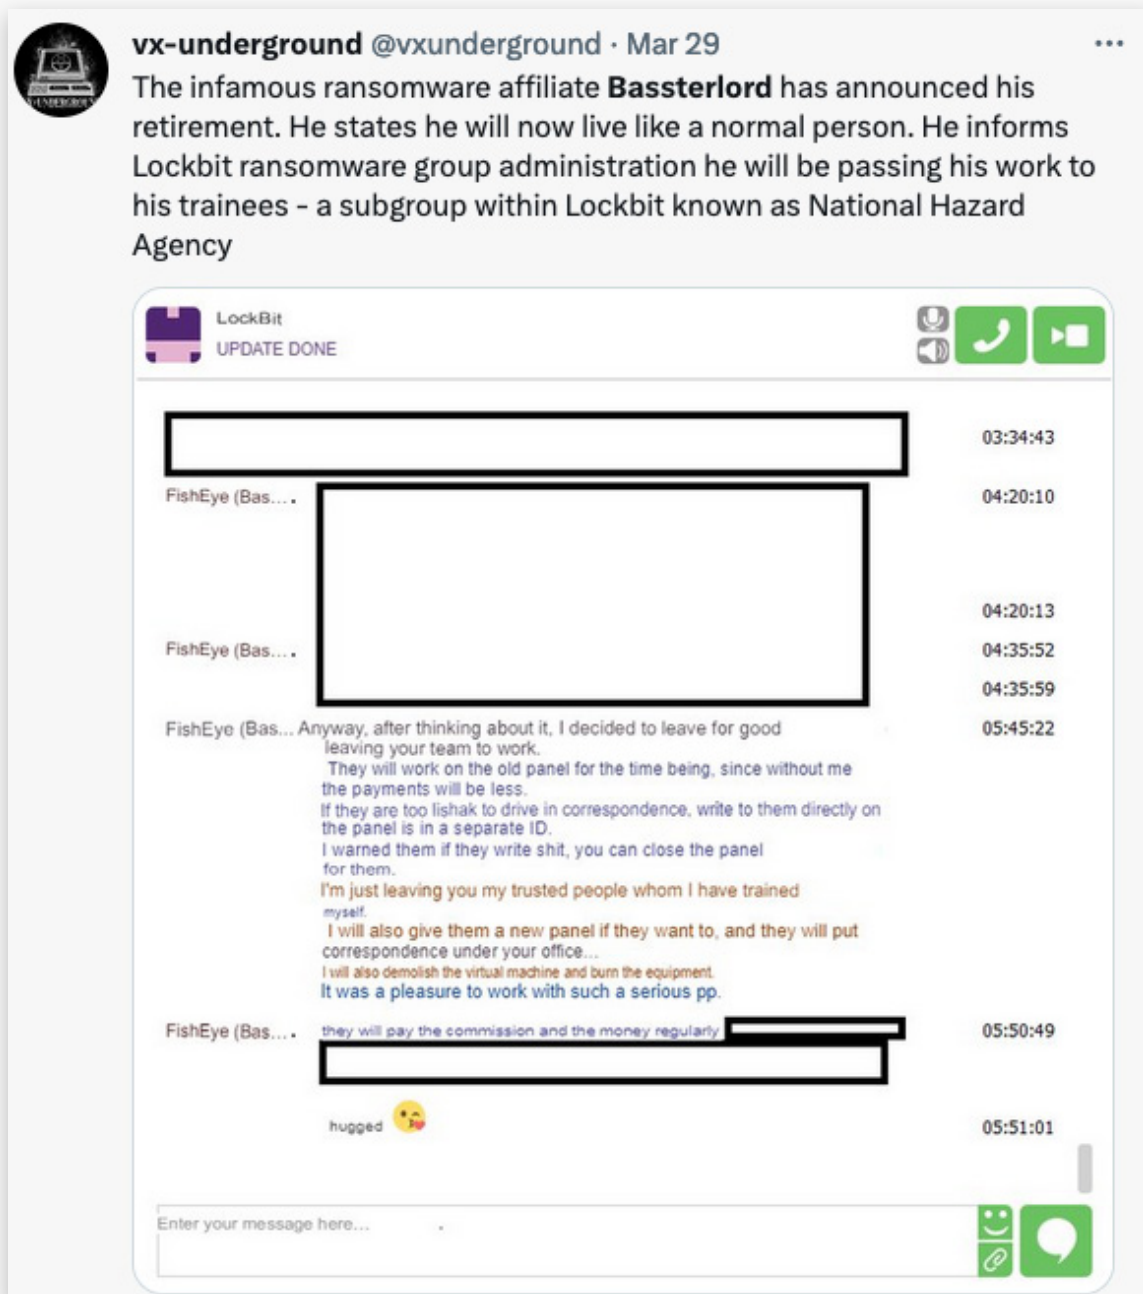 vx-underground @vxunderground · Mar 29
The infamous ransomware affiliate Bassterlord has announced his
retirement. He states he will now live like a normal person. He informs
Lockbit ransomware group administration he will be passing his work to
his trainees - a subgroup within Lockbit known as National Hazard
Agency
LockBit
UPDATE DONE
03:34:43
FishEye (Bas... 04:20:10
04:20:13
FishEye (Bas... 04:35:52
04:35:59
FishEye (Bas... Anyway, after thinking about it, I decided to leave for good 05:45:22
leaving your team to work.
They will work on the old panel for the time being, since without me
the payments will be less.
If they are too lishak to drive in correspondence, write to them directly on
the panel is in a separate ID.
I warned them if they write shit, you can close the panel
for them.
I'm just leaving you my trusted people whom I have trained
myself.
I will also give them a new panel if they want to, and they will put
correspondence under your office...
I will also demolish the virtual machine and burn the equipment.
It was a pleasure to work with such a serious pp.
FishEye (Bas... they will pay the commission and the money regularly 05:50:49
hugged 05:51:01
Enter your message here...